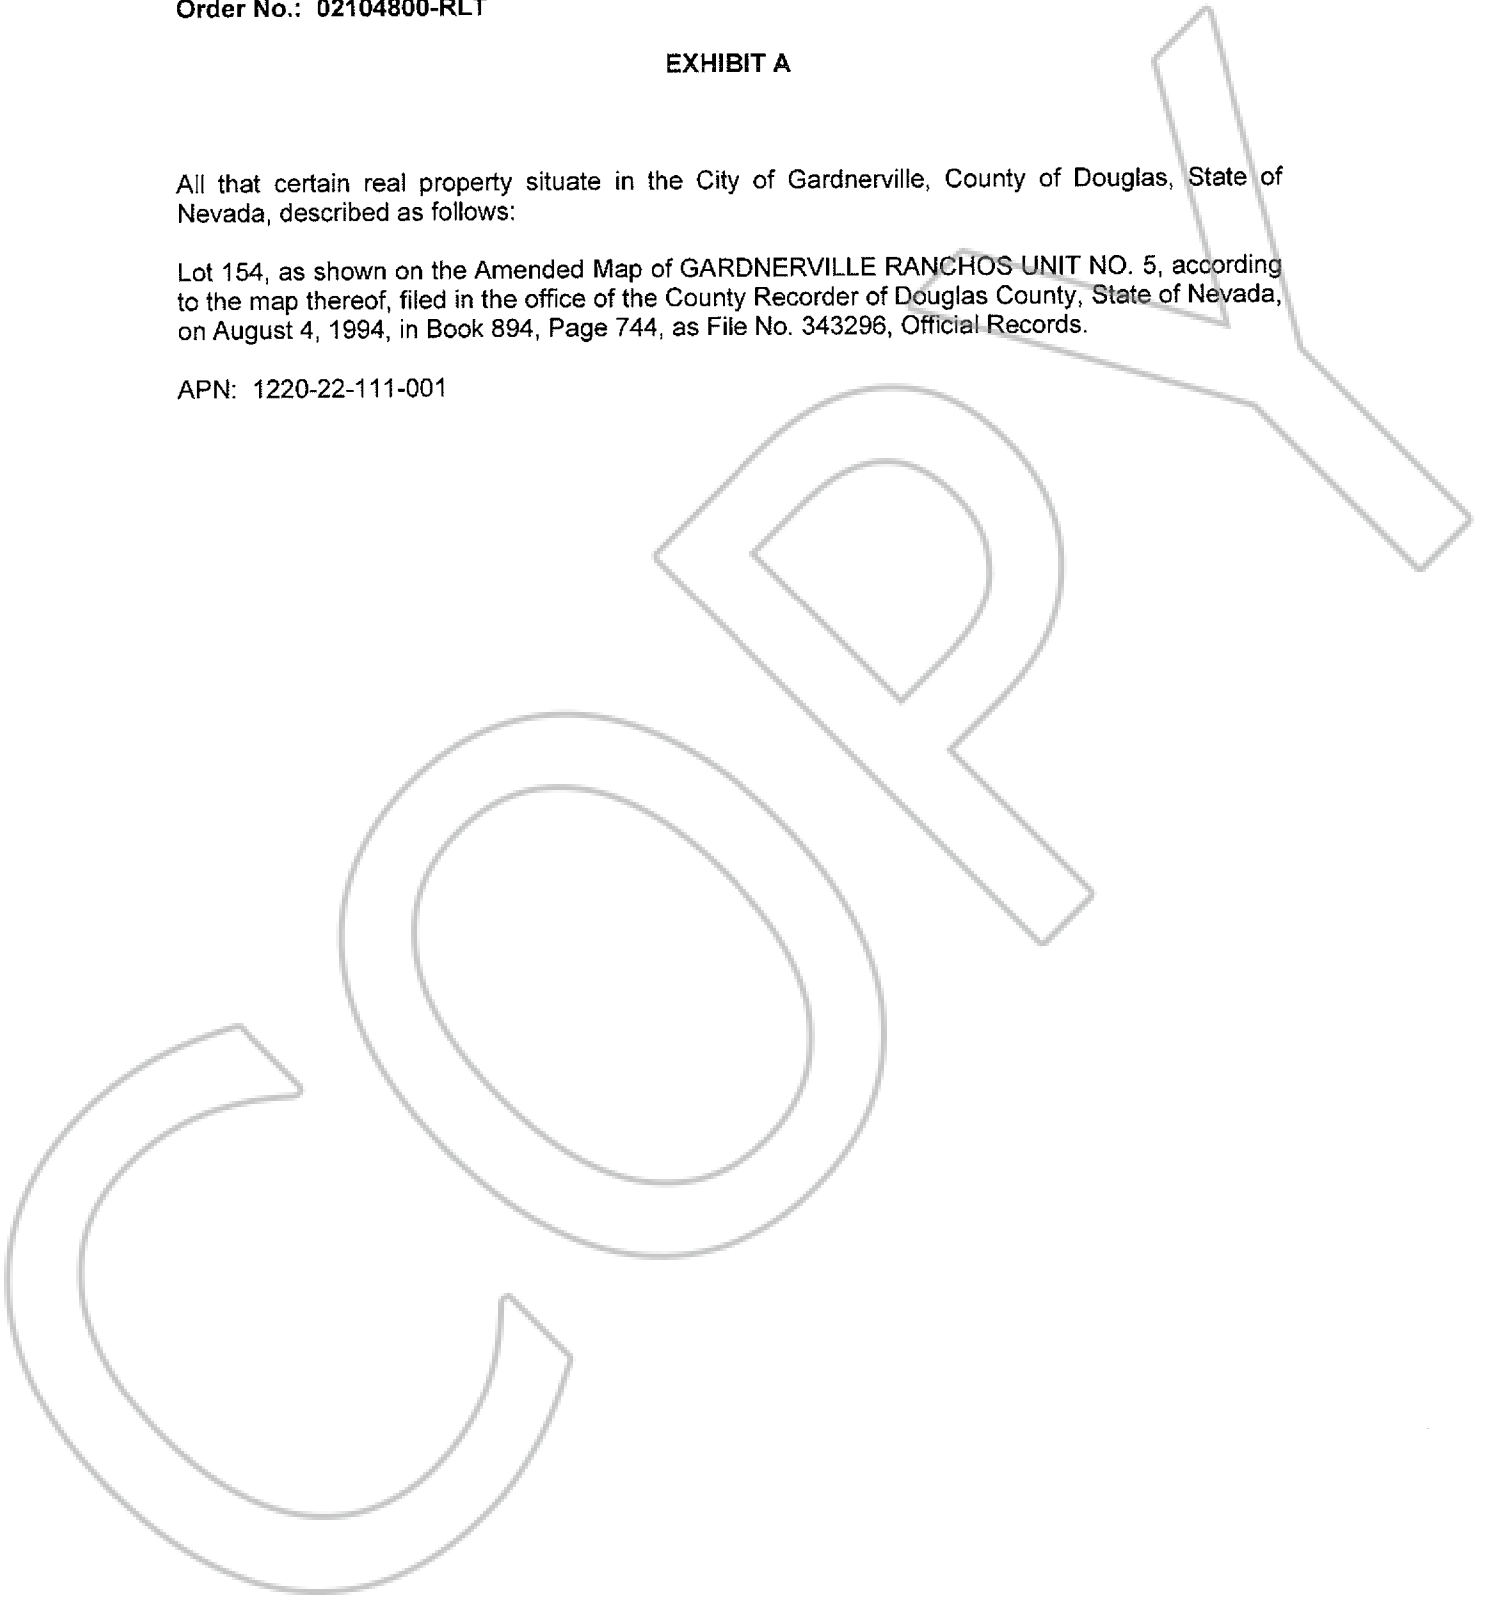 Order No.: 02104800-RLT
EXHIBIT A
All that certain real property situate in the City of Gardnerville, County of Douglas, State of
Nevada, described as follows:
Lot 154, as shown on the Amended Map of GARDNERVILLE RANCHOS UNIT NO. 5, according
to the map thereof, filed in the office of the County Recorder of Douglas County, State of Nevada,
on August 4, 1994, in Book 894, Page 744, as File No. 343296, Official Records.
APN: 1220-22-111-001
COPY